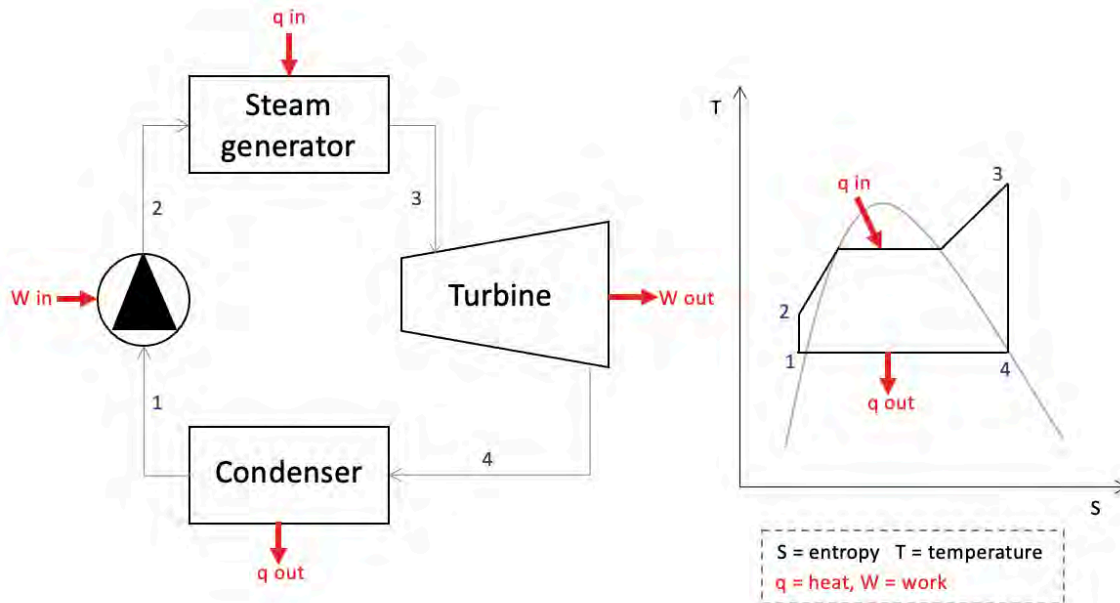 q in
Steam
generator
2
3
W in
Turbine
W out
1
4
Condenser
q out
T
3
q in
2
1
4
q out
S
S = entropy T = temperature
q = heat, W = work